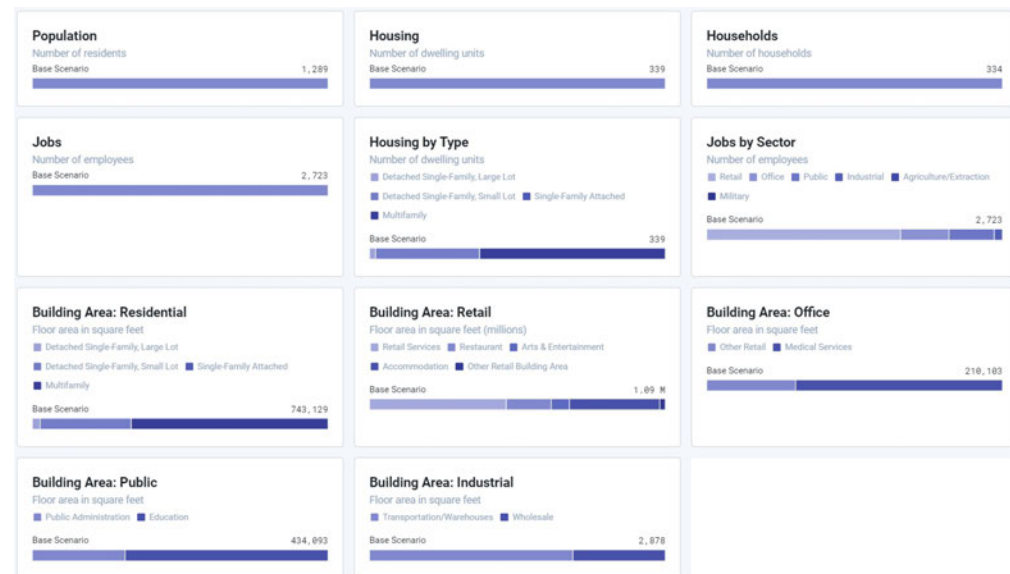 Population
Number of residents
Base Scenario 1,289
Housing
Number of dwelling units
Base Scenario 339
Households
Number of households
Base Scenario 334
Jobs
Number of employees
Base Scenario 2,723
Housing by Type
Number of dwelling units
Detached Single-Family, Large Lot
Detached Single-Family, Small Lot Single-Family Attached
Multifamily
Base Scenario 339
Jobs by Sector
Number of employees
Retail Office Public Industrial Agriculture/Extraction
Military
Base Scenario 2,723
Building Area: Residential
Floor area in square feet
Detached Single-Family, Large Lot
Detached Single-Family, Small Lot Single-Family Attached
Multifamily
Base Scenario 743,129
Building Area: Retail
Floor area in square feet (millions)
Retail Services Restaurant Arts & Entertainment
Accommodation Other Retail Building Area
Base Scenario 1.09 M
Building Area: Office
Floor area in square feet
Other Retail Medical Services
Base Scenario 210,103
Building Area: Public
Floor area in square feet
Public Administration Education
Base Scenario 434,093
Building Area: Industrial
Floor area in square feet
Transportation/Warehouses Wholesale
Base Scenario 2,878